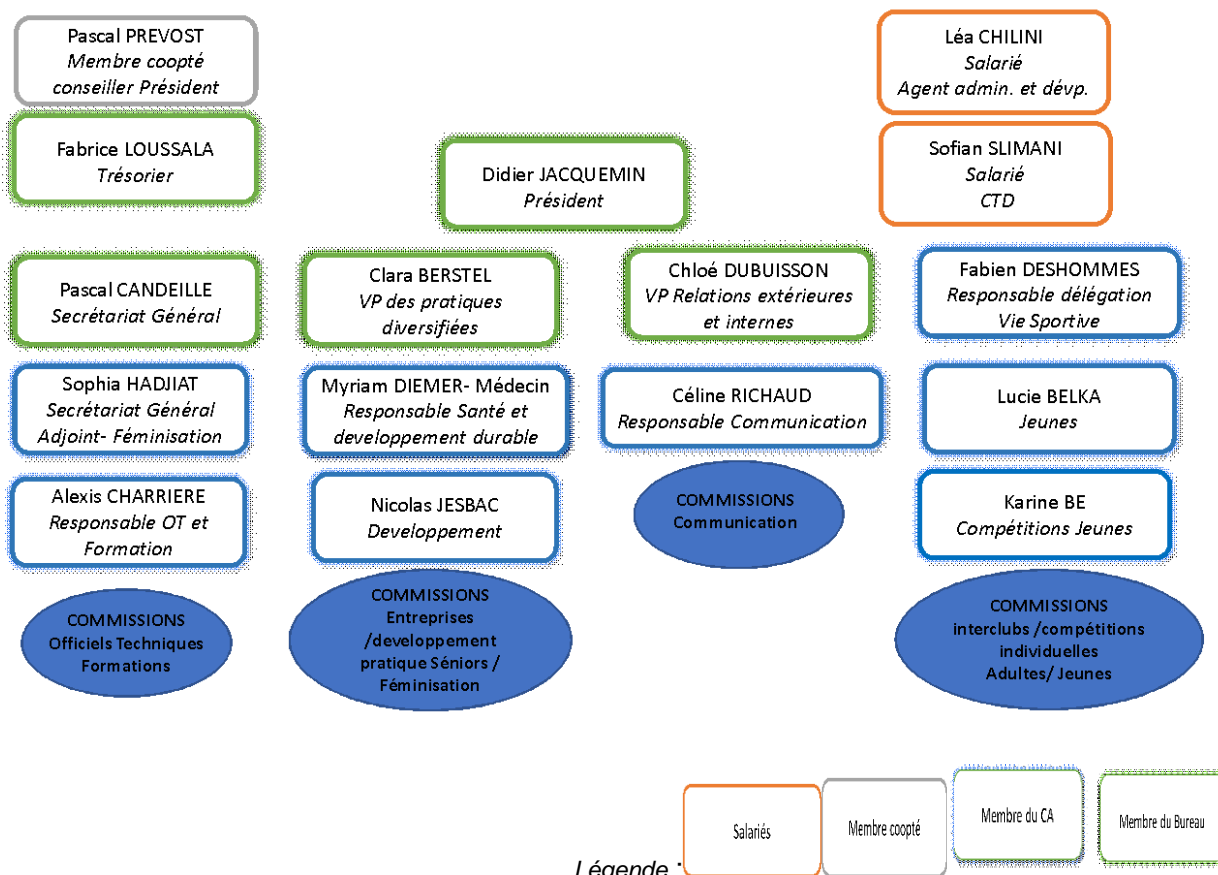 Pascal PREVOST
Membre coopté
conseiller Président
Léa CHILINI
Salarié
Agent admin. et dévp.
Fabrice LOUSSALA
Trésorier
Didier JACQUEMIN
Président
Sofian SLIMANI
Salarié
CTD
Pascal CANDEILLE
Secrétariat Général
Clara BERSTEL
VP des pratiques
diversifiées
Chloé DUBUISSON
VP Relations extérieures
et internes
Fabien DESHOMMES
Responsable délégation
Vie Sportive
Sophia HADJIAT
Secrétariat Général
Adjoint- Féminisation
Myriam DIEMER- Médecin
Responsable Santé et
developpement durable
Céline RICHAUD
Responsable Communication
Lucie BELKA
Jeunes
Alexis CHARRIERE
Responsable OT et
Formation
Nicolas JESBAC
Developpement
COMMISSIONS
Communication
Karine BE
Compétitions Jeunes
COMMISSIONS
Officiels Techniques
Formations
COMMISSIONS
Entreprises
/developpement
pratique Séniors /
Féminisation
COMMISSIONS
interclubs /compétitions
individuelles
Adultes/ Jeunes
Légende :
Salariés
Membre coopté
Membre du CA
Membre du Bureau